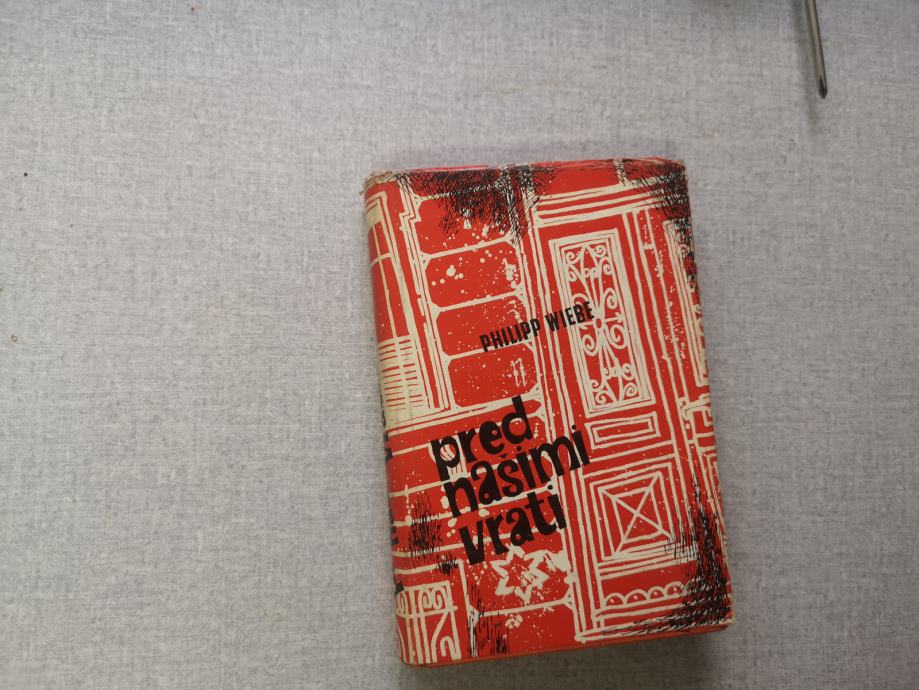 PHILIPP WIEBE
pred
našimi
vrati